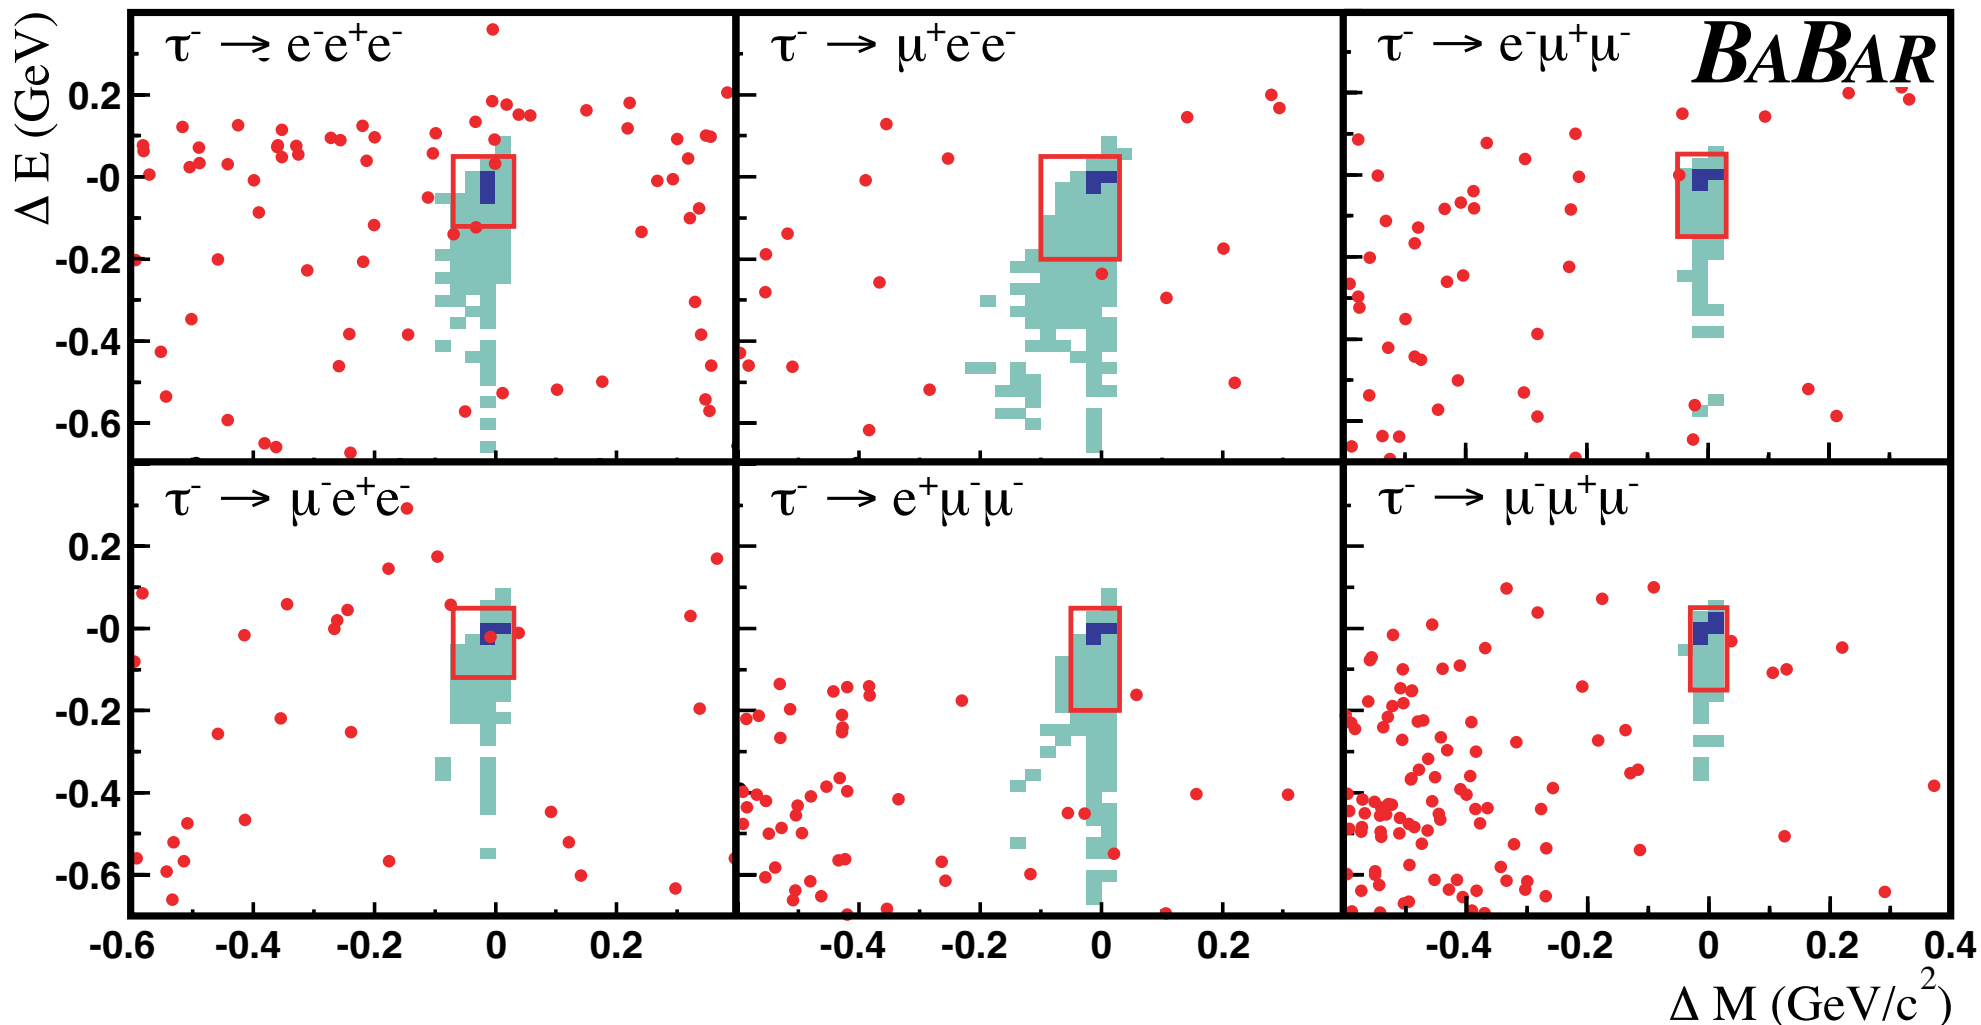 Δ E (GeV)
τ⁻ → e⁻e⁺e⁻
τ⁻ → μ⁺e⁻e⁻
τ⁻ → e⁻μ⁺μ⁻
BABAR
0.2
-0
-0.2
-0.4
-0.6
τ⁻ → μ⁻e⁺e⁻
τ⁻ → e⁺μ⁻μ⁻
τ⁻ → μ⁻μ⁺μ⁻
0.2
-0
-0.2
-0.4
-0.6
-0.6 -0.4 -0.2 0 0.2 -0.4 -0.2 0 0.2 -0.4 -0.2 0 0.2 0.4
Δ M (GeV/c²)